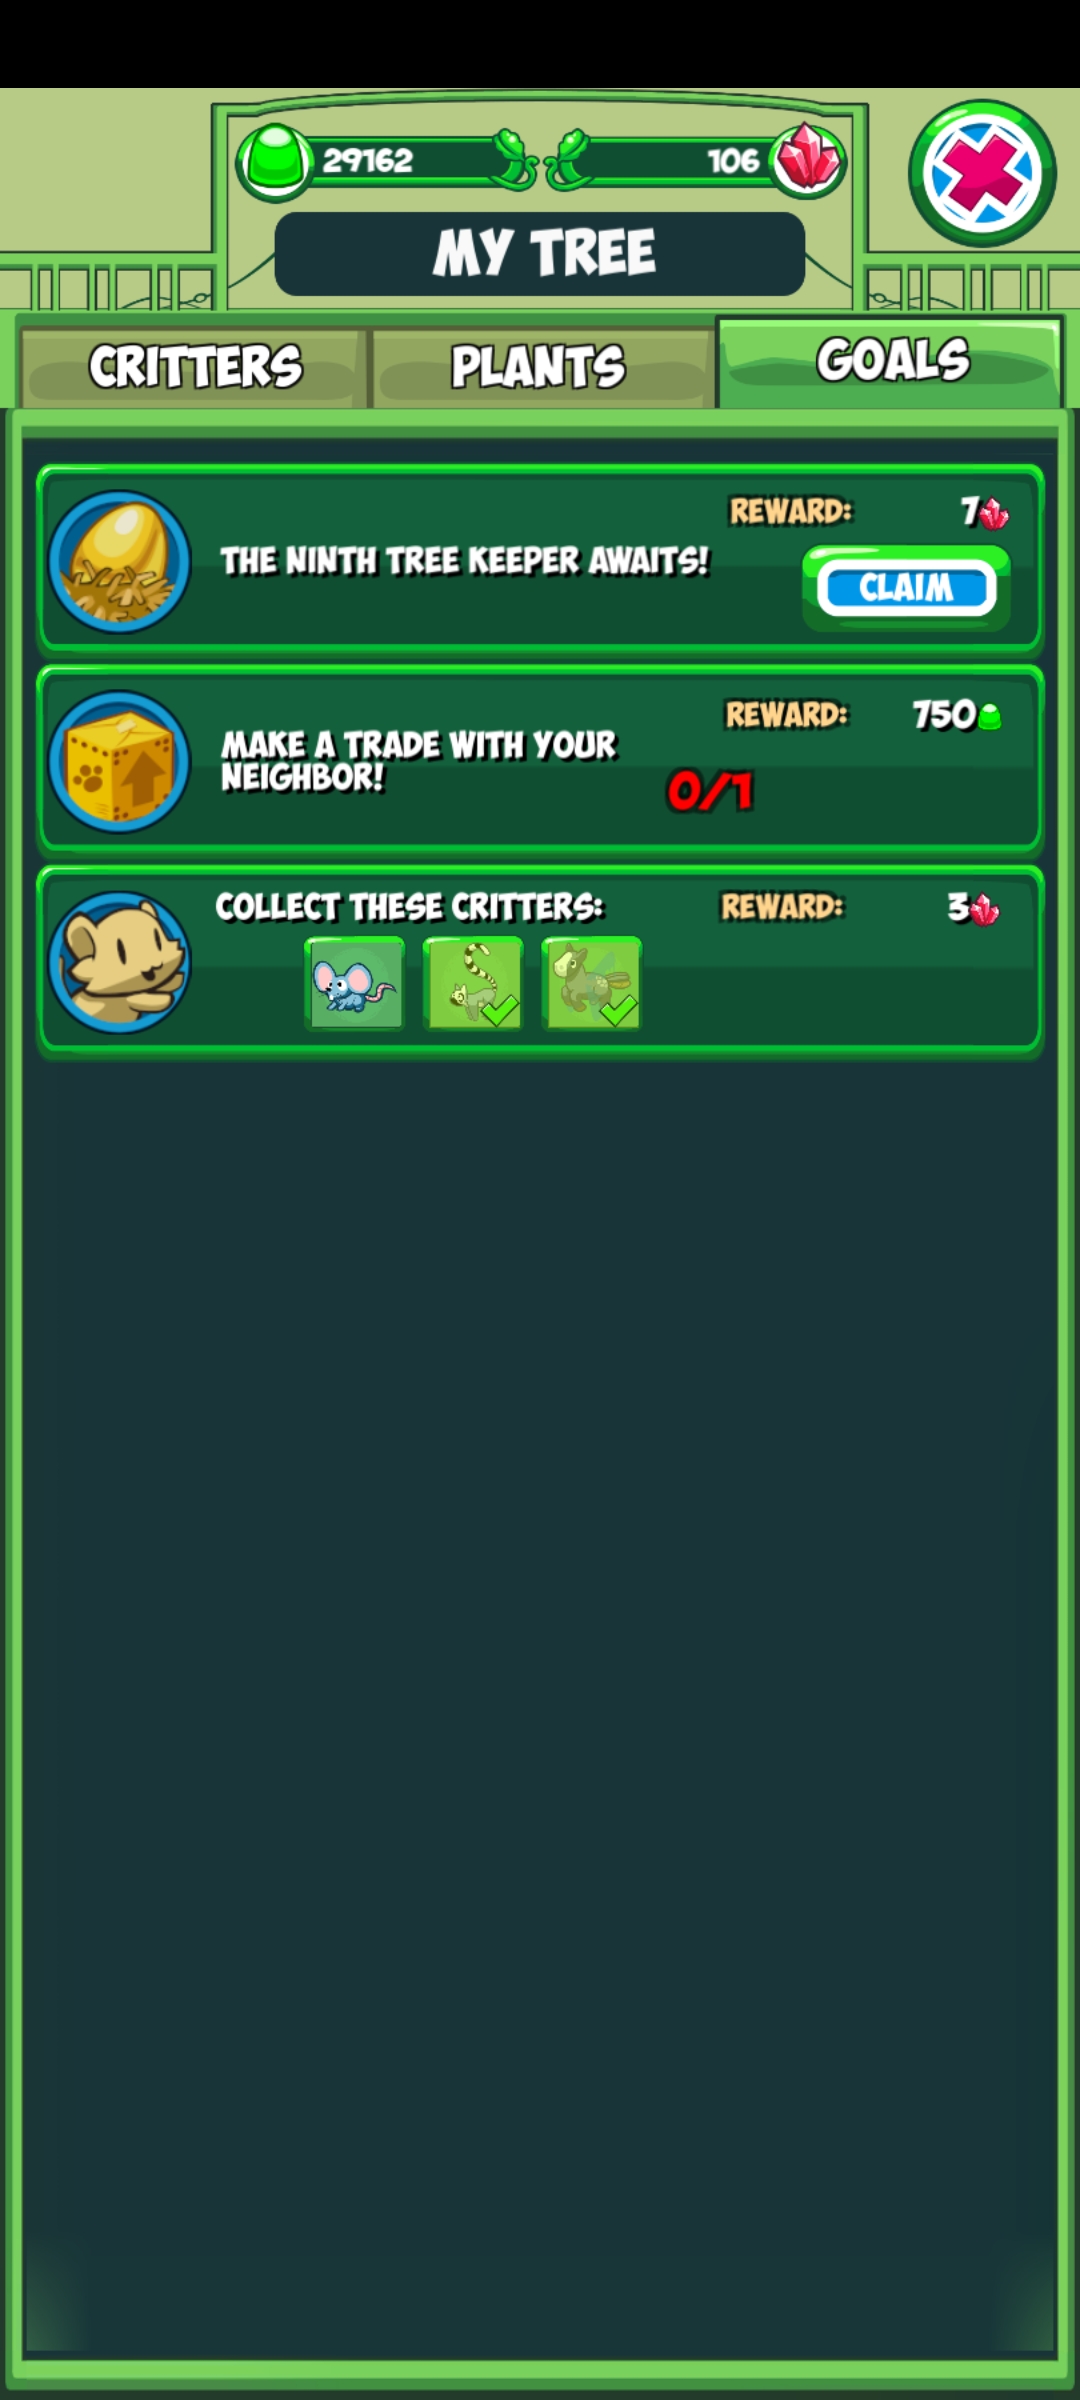 29162
106
MY TREE
CRITTERS
PLANTS
GOALS
THE NINTH TREE KEEPER AWAITS!
REWARD:
7
CLAIM
MAKE A TRADE WITH YOUR
NEIGHBOR!
0/1
REWARD:
750
COLLECT THESE CRITTERS:
REWARD:
3